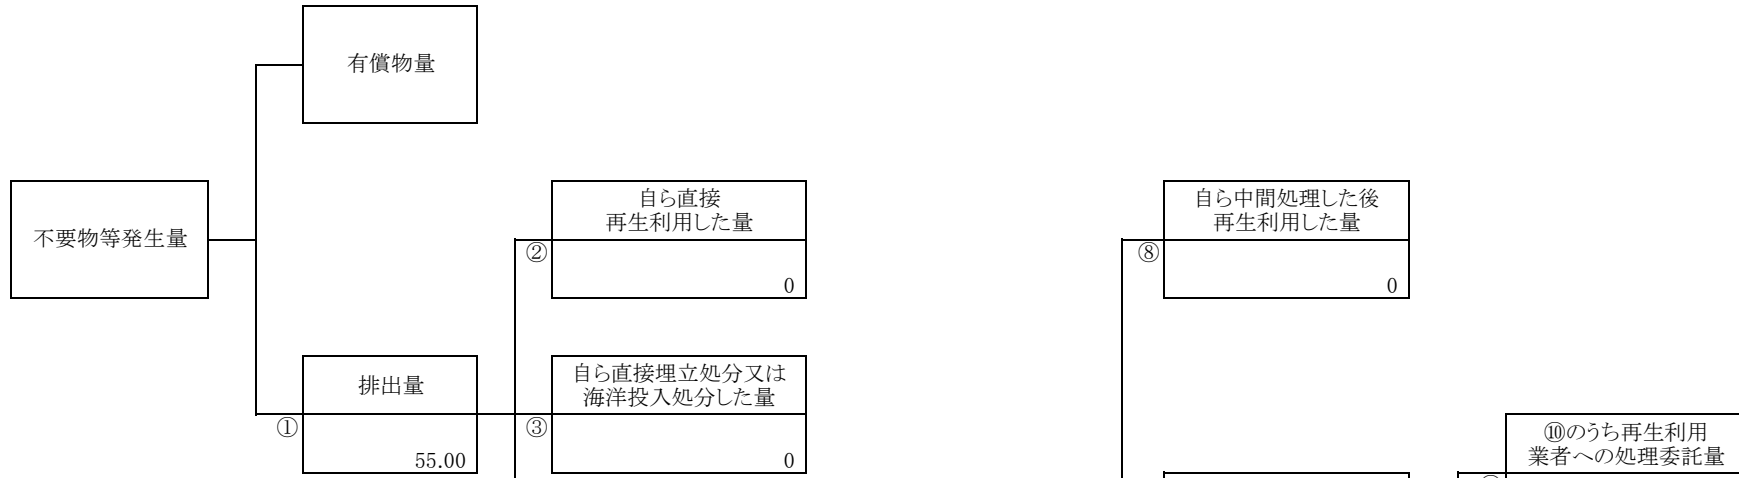 有償物量
不要物等発生量
自ら直接
再生利用した量
②
0
自ら中間処理した後
再生利用した量
⑧
0
排出量
①
55.00
自ら直接埋立処分又は
海洋投入処分した量
③
0
⑩のうち再生利用
業者への処理委託量